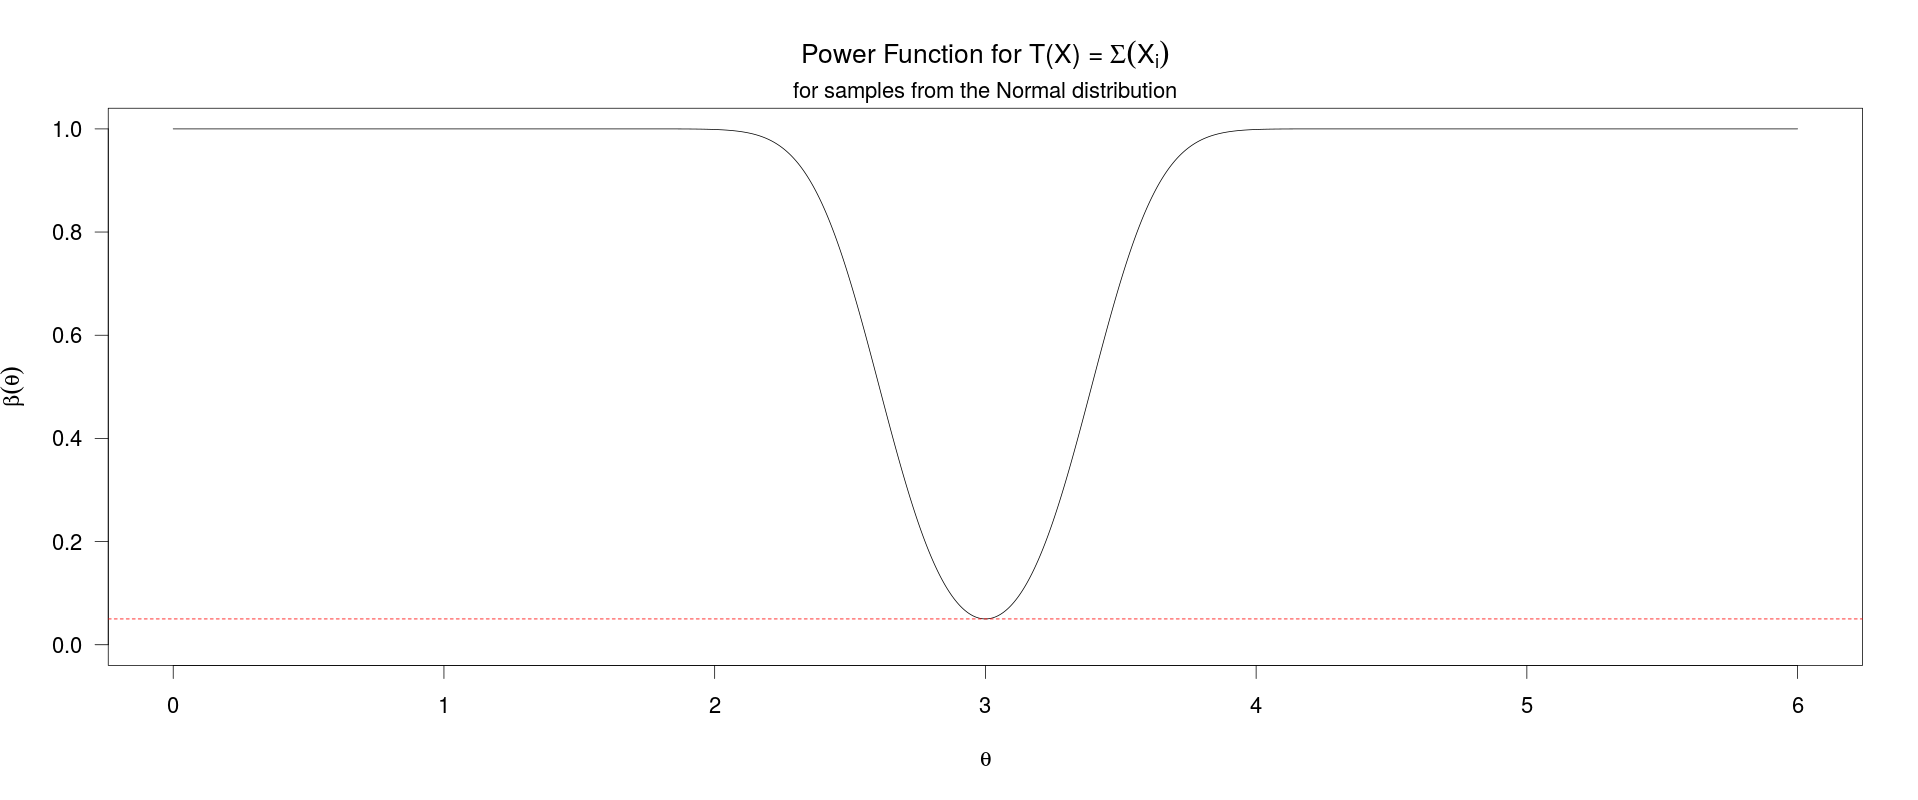 Power Function for T(X) = Σ(Xᵢ)
for samples from the Normal distribution
1.0
0.8
0.6
0.4
0.2
0.0
β(θ)
0 1 2 3 4 5 6
θ